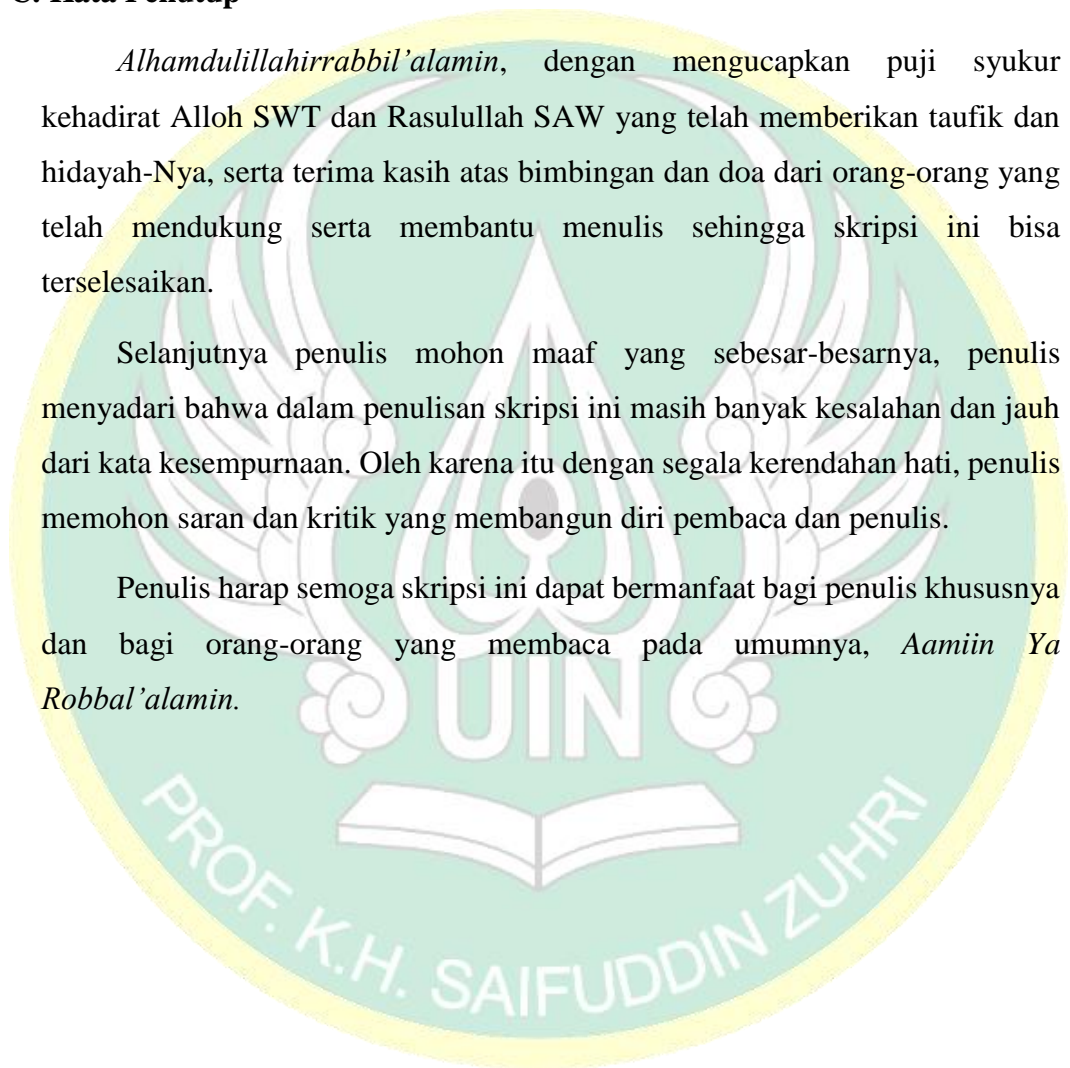 C. Kata Penutup
Alhamdulillahirrabbil’alamin, dengan mengucapkan puji syukur
kehadirat Alloh SWT dan Rasulullah SAW yang telah memberikan taufik dan
hidayah-Nya, serta terima kasih atas bimbingan dan doa dari orang-orang yang
telah mendukung serta membantu menulis sehingga skripsi ini bisa
terselesaikan.
Selanjutnya penulis mohon maaf yang sebesar-besarnya, penulis
menyadari bahwa dalam penulisan skripsi ini masih banyak kesalahan dan jauh
dari kata kesempurnaan. Oleh karena itu dengan segala kerendahan hati, penulis
memohon saran dan kritik yang membangun diri pembaca dan penulis.
Penulis harap semoga skripsi ini dapat bermanfaat bagi penulis khususnya
dan bagi orang-orang yang membaca pada umumnya, Aamiin Ya
Robbal’alamin.
UIN
PROF. K.H. SAIFUDDIN ZUHRI